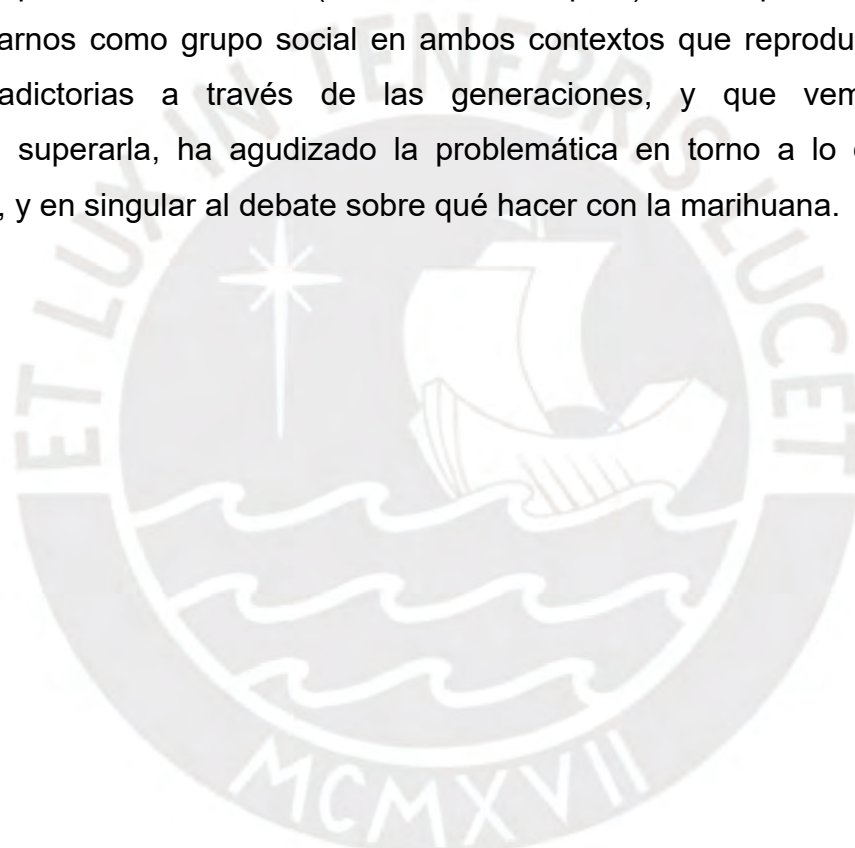 arnos como grupo social en ambos contextos que reprodu
adictorias a través de las generaciones, y que vem
superarla, ha agudizado la problemática en torno a lo
, y en singular al debate sobre qué hacer con la marihuana.
ET LUX IN TENEBRIS LUCET
MCMXVII